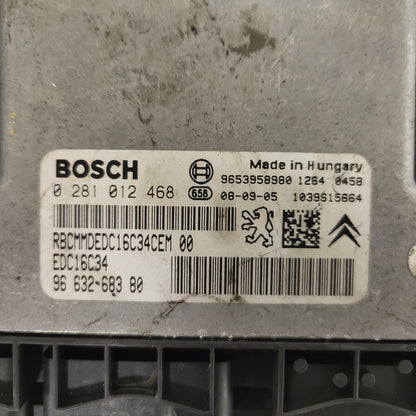 BOSCH
Made in Hungary
9653958980 1264 0458
0 281 012 468
65B 08-09-05 1039S15664
RBCMMDEDC16C34CEM 00
EDC16C34
96 632 683 80